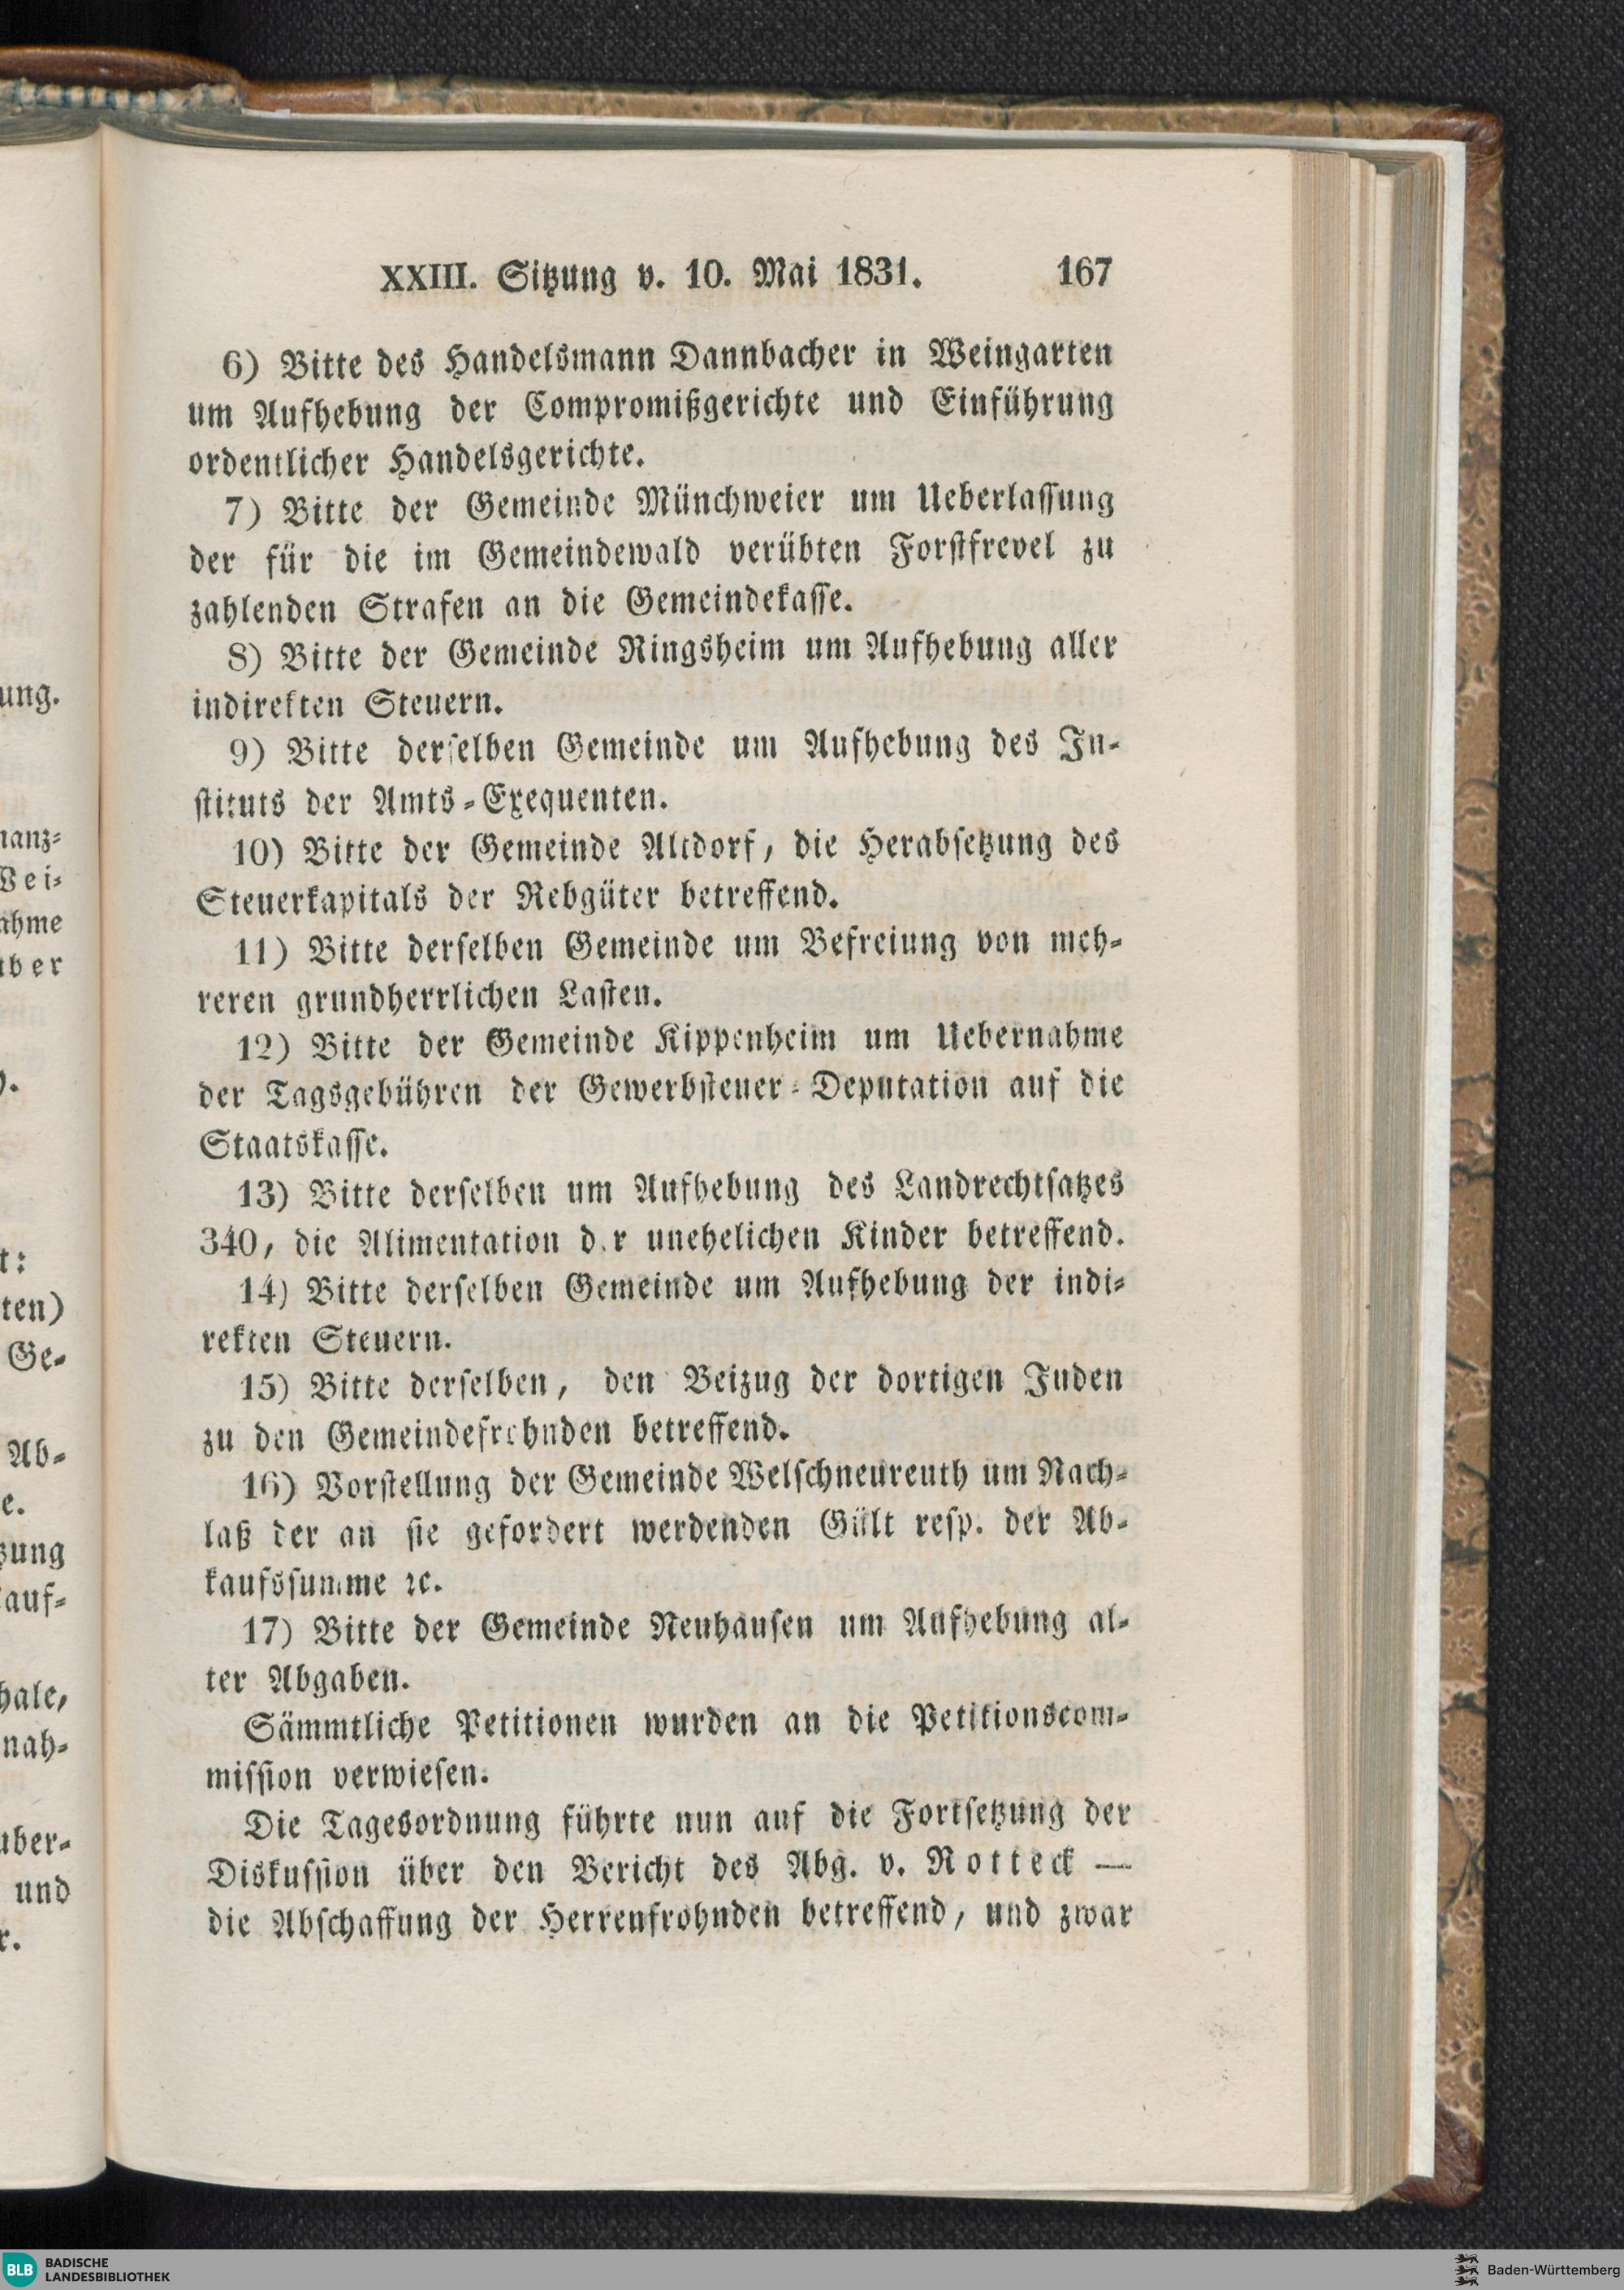 XXIII. Sitzung v. 10. Mai 1831. 167
6) Bitte des Handelsmann Dannbacher in Weingarten
um Aufhebung der Compromißgerichte und Einführung
ordentlicher Handelsgerichte.
7) Bitte der Gemeinde Münchweier um Ueberlassung
der für die im Gemeindewald verübten Forstfrevel zu
zahlenden Strafen an die Gemeindekasse.
8) Bitte der Gemeinde Ringsheim um Aufhebung aller
indirekten Steuern.
9) Bitte derselben Gemeinde um Aufhebung des In-
stituts der Amts-Exequenten.
10) Bitte der Gemeinde Altdorf, die Herabsetzung des
Steuerkapitals der Rebgüter betreffend.
11) Bitte derselben Gemeinde um Befreiung von meh-
reren grundherrlichen Lasten.
12) Bitte der Gemeinde Kippenheim um Uebernahme
der Tagsgebühren der Gewerbsteuer-Deputation auf die
Staatskasse.
13) Bitte derselben um Aufhebung des Landrechtsatzes
340, die Alimentation der unehelichen Kinder betreffend.
14) Bitte derselben Gemeinde um Aufhebung der indi-
rekten Steuern.
15) Bitte derselben, den Beizug der dortigen Juden
zu den Gemeindefrohnden betreffend.
16) Vorstellung der Gemeinde Welschneureuth um Nach-
laß der an sie gefordert werdenden Gült resp. der Ab-
kaufssumme ꝛc.
17) Bitte der Gemeinde Neuhausen um Aufhebung al-
ter Abgaben.
Sämmtliche Petitionen wurden an die Petitionscom-
mission verwiesen.
Die Tagesordnung führte nun auf die Fortsetzung der
Diskussion über den Bericht des Abg. v. Rotteck —
die Abschaffung der Herrenfrohnden betreffend, und zwar
BLB BADISCHE
LANDESBIBLIOTHEK
Baden-Württemberg